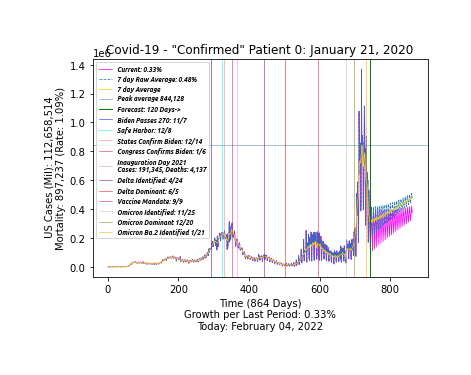 Covid-19 - "Confirmed" Patient 0: January 21, 2020
1e6
1.4
1.2
1.0
0.8
0.6
0.4
0.2
0.0
US Cases (Mil): 112,658,514
Mortality: 897,237 (Rate: 1.09%)
Current: 0.33%
7 day Raw Average: 0.48%
7 day Average
Peak average 844,128
Forecast: 120 Days->
Biden Passes 270: 11/7
Safe Harbor: 12/8
States Confirms Biden: 12/14
Congress Confirms Biden: 1/6
Inauguration Day 2021
Cases: 191,345, Deaths: 4,137
Delta Identified: 4/24
Delta Dominant: 6/5
Vaccine Mandate: 9/9
Omicron Identified: 11/25
Omicron Dominant: 12/20
Omicron Ba.2 Identified 1/21
0
200
400
600
800
Time (864 Days)
Growth per Last Period: 0.33%
Today: February 04, 2022